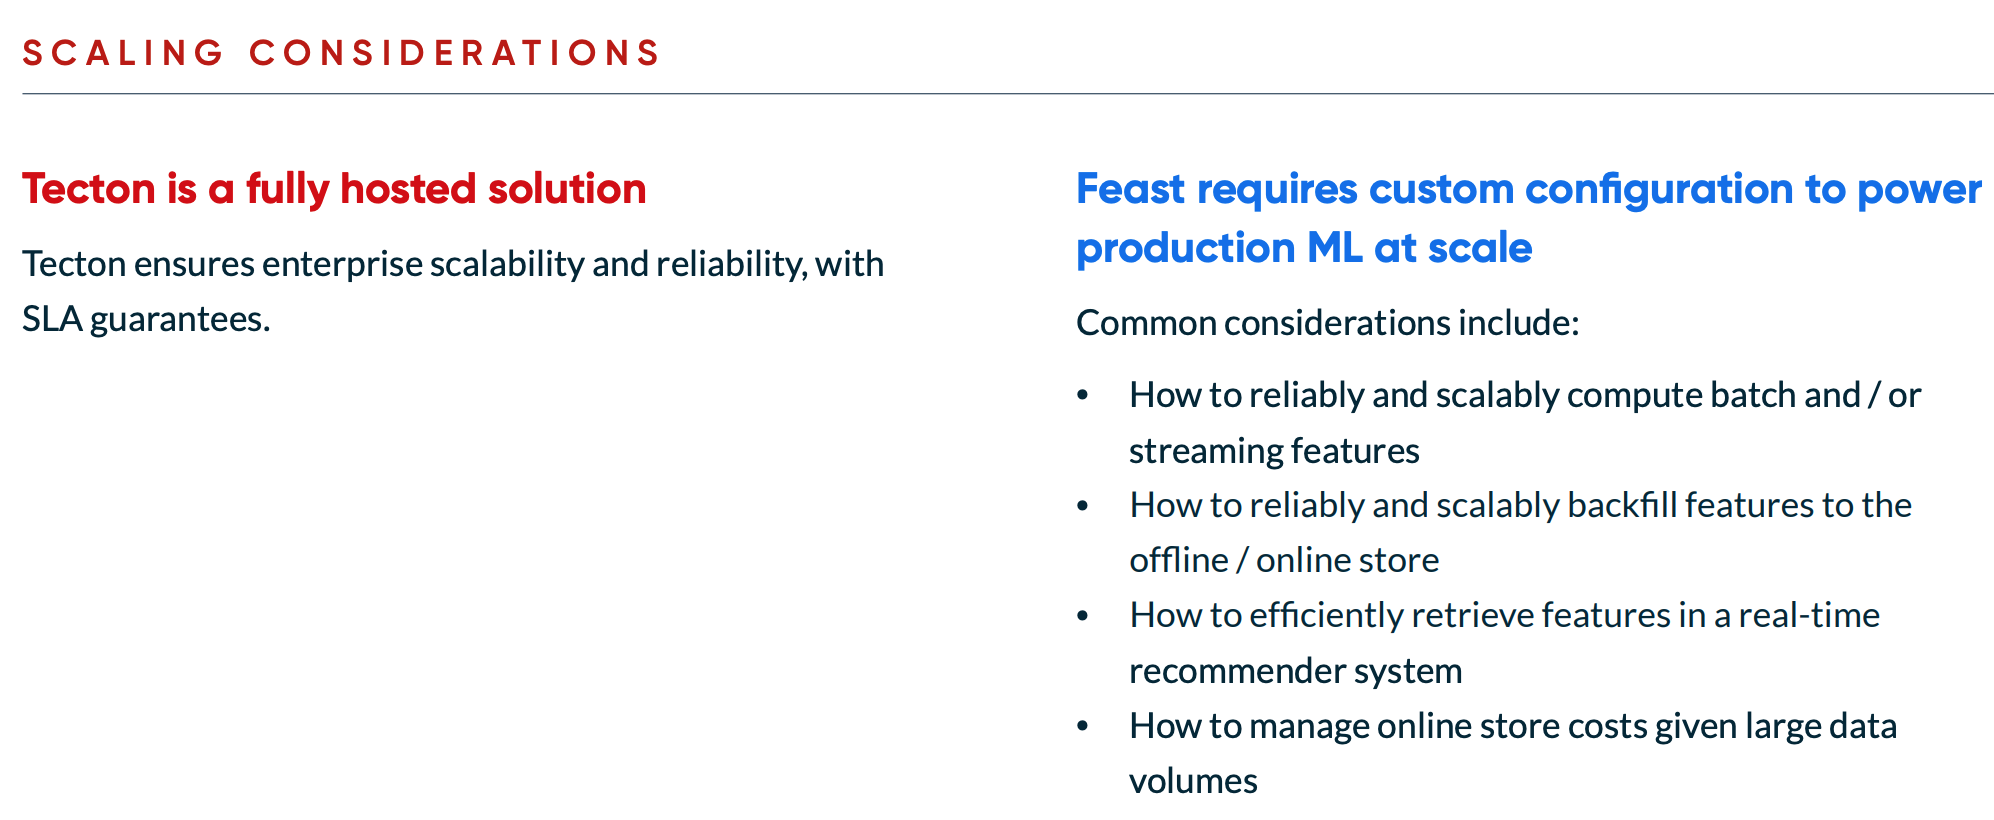 SCALING CONSIDERATIONS
Tecton is a fully hosted solution
Tecton ensures enterprise scalability and reliability, with
SLA guarantees.
Feast requires custom configuration to power
production ML at scale
Common considerations include:
• How to reliably and scalably compute batch and / or
streaming features
• How to reliably and scalably backfill features to the
offline / online store
• How to efficiently retrieve features in a real-time
recommender system
• How to manage online store costs given large data
volumes